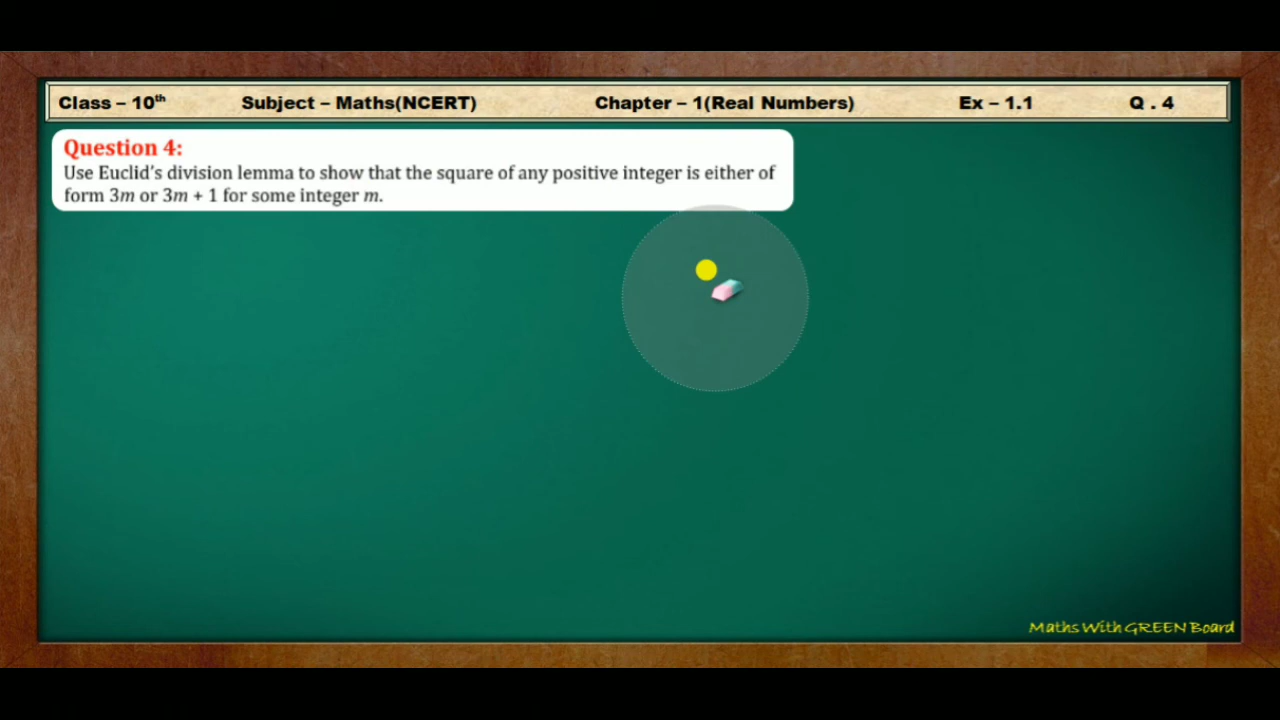 Class – 10th Subject – Maths(NCERT) Chapter – 1(Real Numbers) Ex – 1.1 Q . 4
Question 4:
Use Euclid's division lemma to show that the square of any positive integer is either of
form 3m or 3m + 1 for some integer m.
Maths With GREEN Board